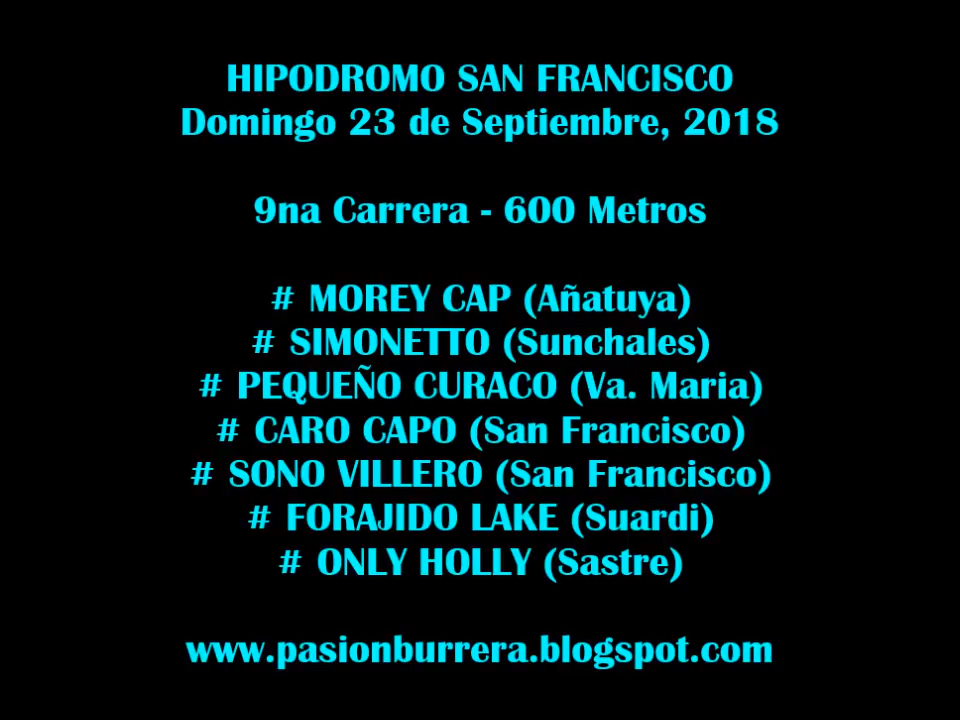 HIPODROMO SAN FRANCISCO
Domingo 23 de Septiembre, 2018
9na Carrera - 600 Metros
# MOREY CAP (Añatuya)
# SIMONETTO (Sunchales)
# PEQUEÑO CURACO (Va. Maria)
# CARO CAPO (San Francisco)
# SONO VILLERO (San Francisco)
# FORAJIDO LAKE (Suardi)
# ONLY HOLLY (Sastre)
www.pasionburrera.blogspot.com